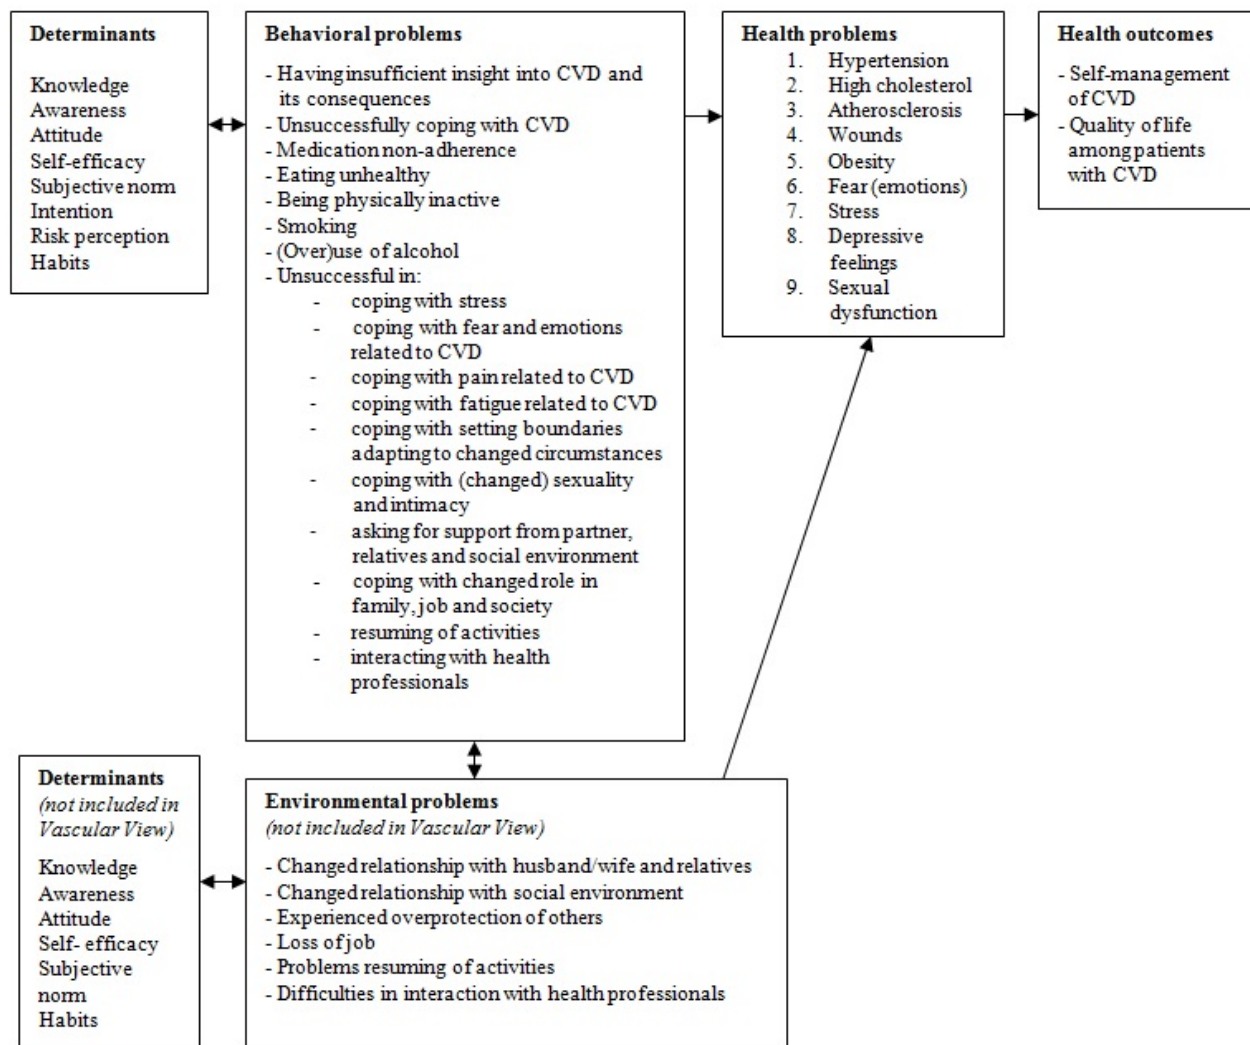 Determinants
Knowledge
Awareness
Attitude
Self-efficacy
Subjective norm
Intention
Risk perception
Habits
Behavioral problems
- Having insufficient insight into CVD and
its consequences
- Unsuccessfully coping with CVD
- Medication non-adherence
- Eating unhealthy
- Being physically inactive
- Smoking
- (Over)use of alcohol
- Unsuccessful in:
- coping with stress
- coping with fear and emotions
related to CVD
- coping with pain related to CVD
- coping with fatigue related to CVD
- coping with setting boundaries
adapting to changed circumstances
- coping with (changed) sexuality
and intimacy
- asking for support from partner,
relatives and social environment
- coping with changed role in
family, job and society
- resuming of activities
- interacting with health
professionals
Health problems
1. Hypertension
2. High cholesterol
3. Atherosclerosis
4. Wounds
5. Obesity
6. Fear (emotions)
7. Stress
8. Depressive
feelings
9. Sexual
dysfunction
Health outcomes
- Self-management
of CVD
- Quality of life
among patients
with CVD
Determinants
(not included in
Vascular View)
Knowledge
Awareness
Attitude
Self- efficacy
Subjective
norm
Habits
Environmental problems
(not included in Vascular View)
- Changed relationship with husband/wife and relatives
- Changed relationship with social environment
- Experienced overprotection of others
- Loss of job
- Problems resuming of activities
- Difficulties in interaction with health professionals